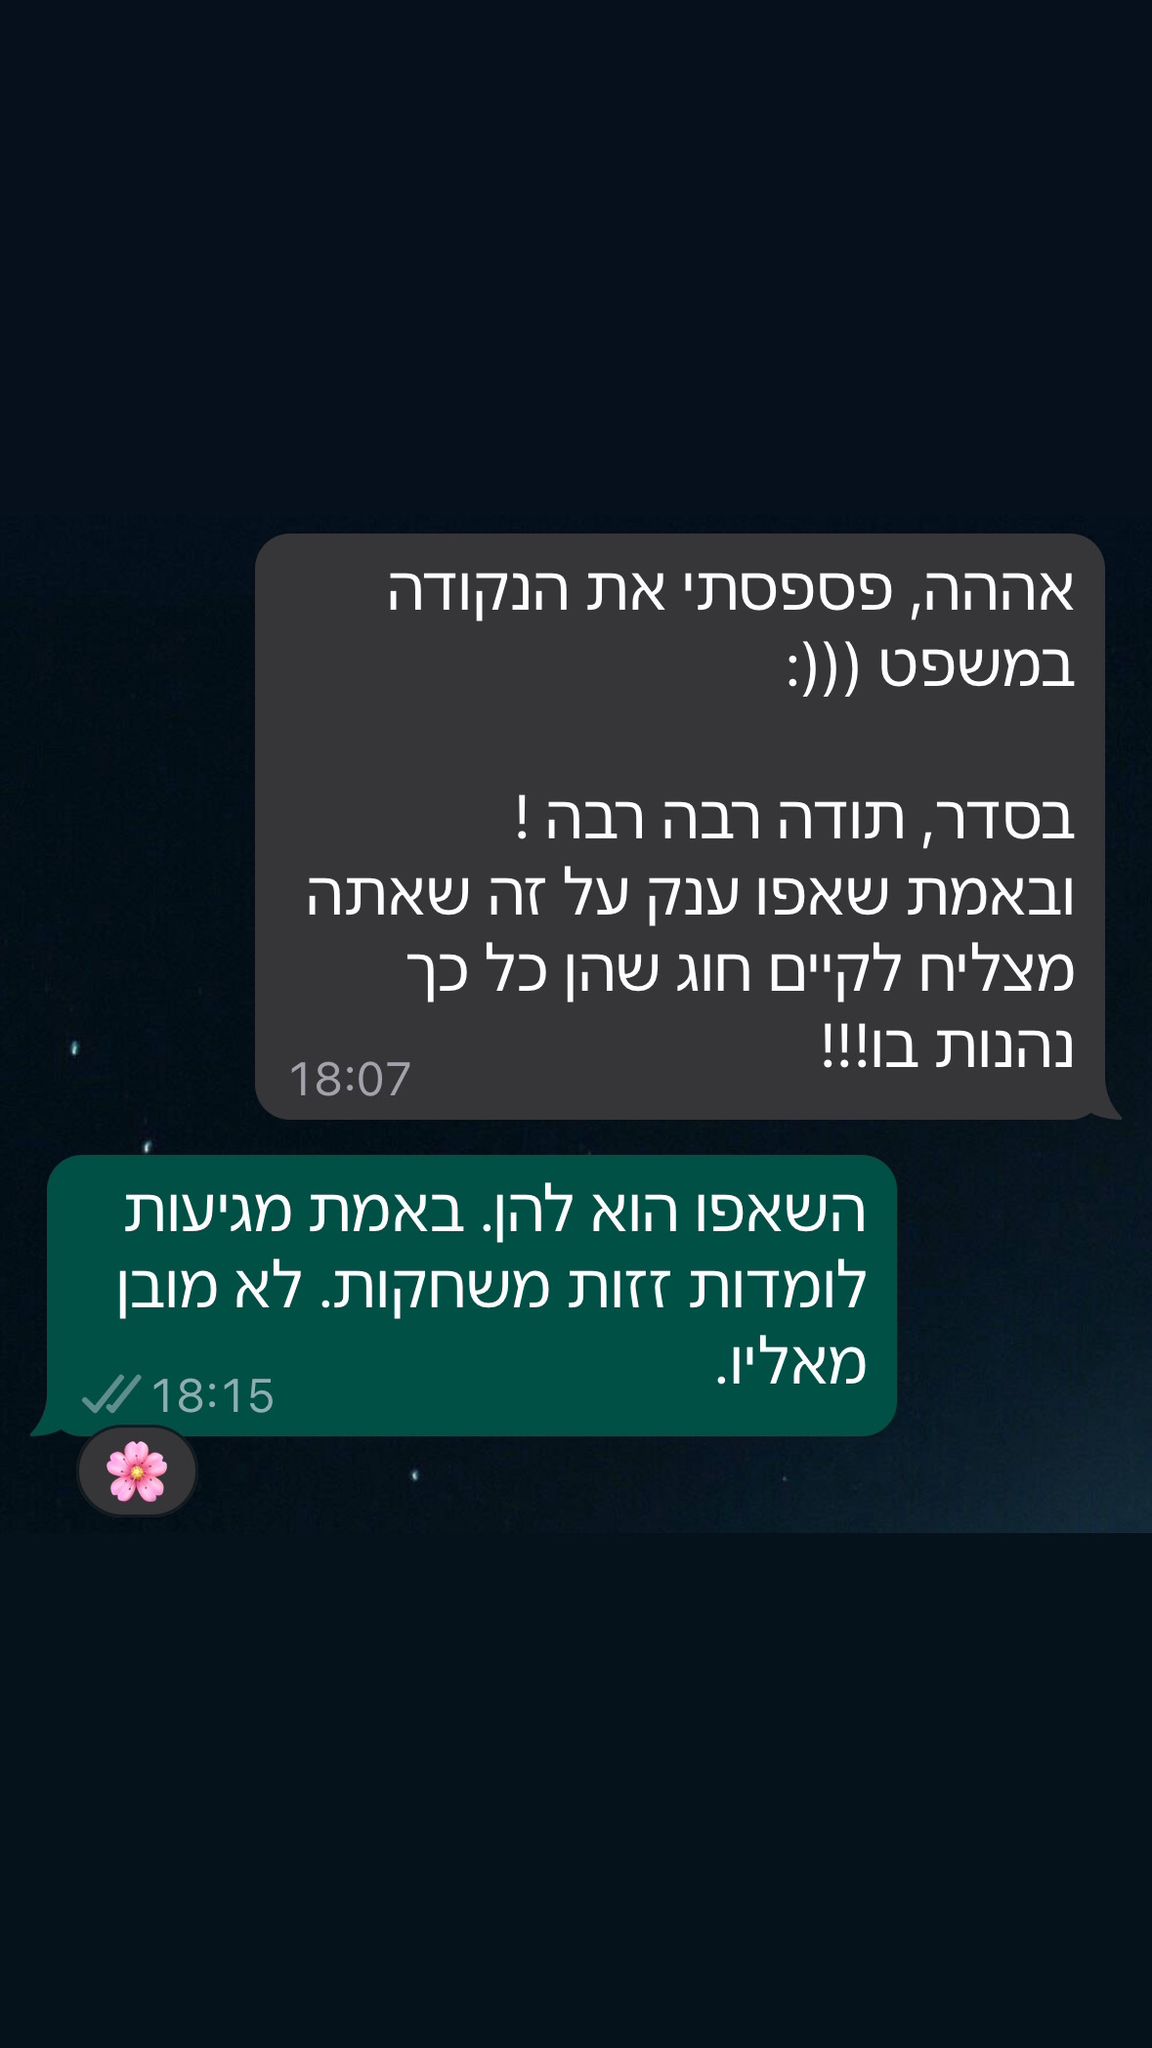 אההה, פספסתי את הנקודה
במשפט (((:
בסדר, תודה רבה רבה !
ובאמת שאפו ענק על זה שאתה
מצליח לקיים חוג שהן כל כך
נהנות בו!!!
18:07
השאפו הוא להן. באמת מגיעות
לומדות זזות משחקות. לא מובן
מאליו.
18:15